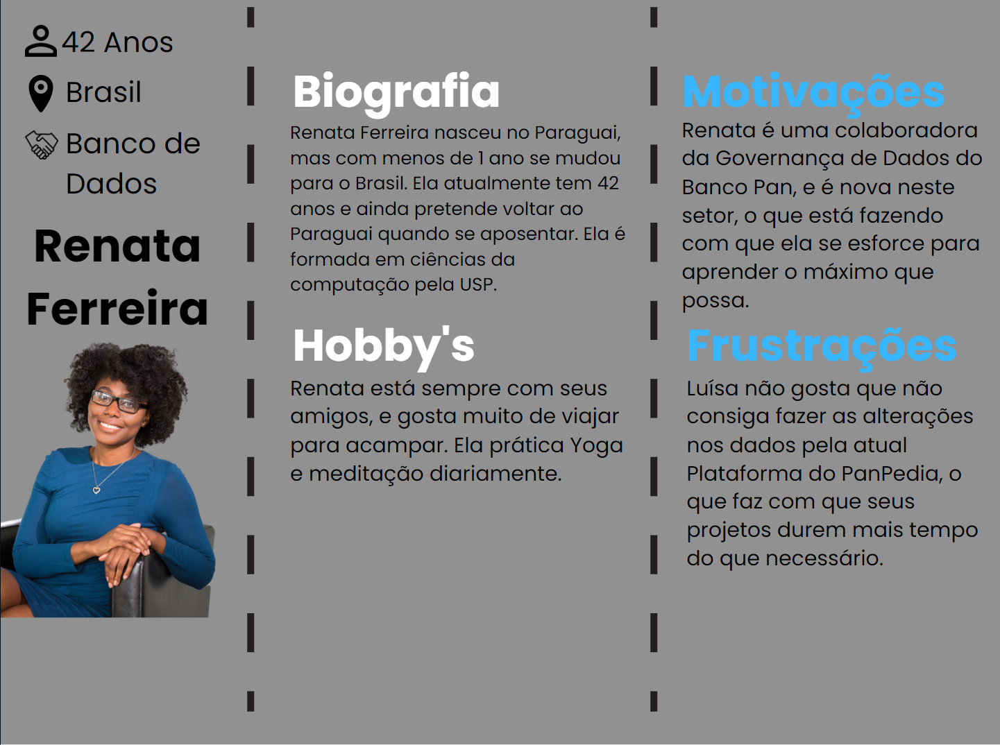 42 Anos
Brasil
Banco de
Dados
Renata
Ferreira
Biografia
Renata Ferreira nasceu no Paraguai,
mas com menos de 1 ano se mudou
para o Brasil. Ela atualmente tem 42
anos e ainda pretende voltar ao
Paraguai quando se aposentar. Ela é
formada em ciências da
computação pela USP.
Hobby's
Renata está sempre com seus
amigos, e gosta muito de viajar
para acampar. Ela prática Yoga
e meditação diariamente.
Motivações
Renata é uma colaboradora
da Governança de Dados do
Banco Pan, e é nova neste
setor, o que está fazendo
com que ela se esforce para
aprender o máximo que
possa.
Frustrações
Luísa não gosta que não
consiga fazer as alterações
nos dados pela atual
Plataforma do PanPedia, o
que faz com que seus
projetos durem mais tempo
do que necessário.